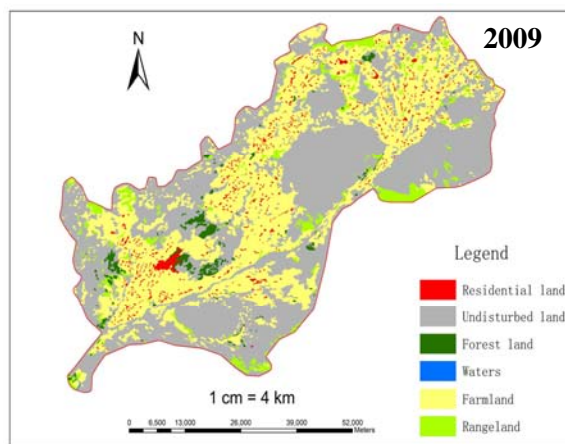 2009
N
Legend
Residential land
Undisturbed land
Forest land
Waters
Farmland
Rangeland
1 cm = 4 km
0 6,500 13,000 26,000 39,000 52,000
Meters